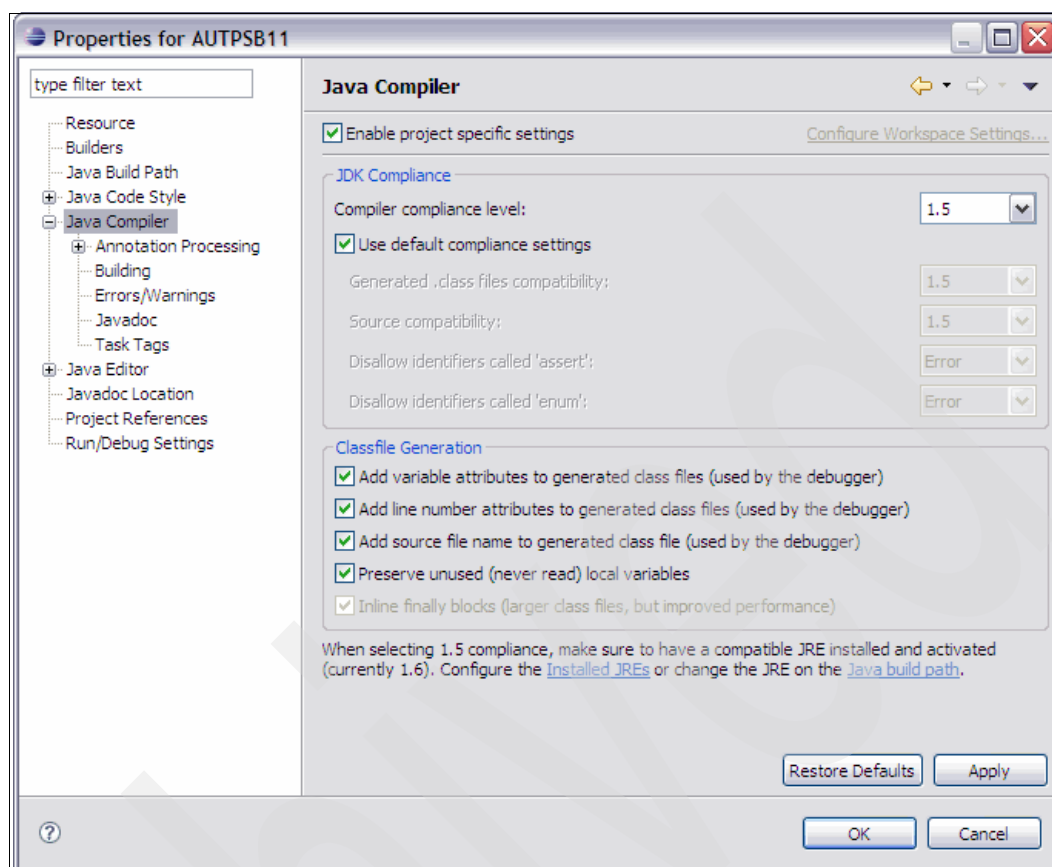 Properties for AUTPSB11
type filter text
Resource
Builders
Java Build Path
Java Code Style
Java Compiler
Annotation Processing
Building
Errors/Warnings
Javadoc
Task Tags
Java Editor
Javadoc Location
Project References
Run/Debug Settings
Java Compiler
Enable project specific settings
Configure Workspace Settings...
JDK Compliance
Compiler compliance level: 1.5
Use default compliance settings
Generated .class files compatibility: 1.5
Source compatibility: 1.5
Disallow identifiers called 'assert': Error
Disallow identifiers called 'enum': Error
Classfile Generation
Add variable attributes to generated class files (used by the debugger)
Add line number attributes to generated class files (used by the debugger)
Add source file name to generated class file (used by the debugger)
Preserve unused (never read) local variables
Inline finally blocks (larger class files, but improved performance)
When selecting 1.5 compliance, make sure to have a compatible JRE installed and activated
(currently 1.6). Configure the Installed JREs or change the JRE on the Java build path.
Restore Defaults Apply
? OK Cancel